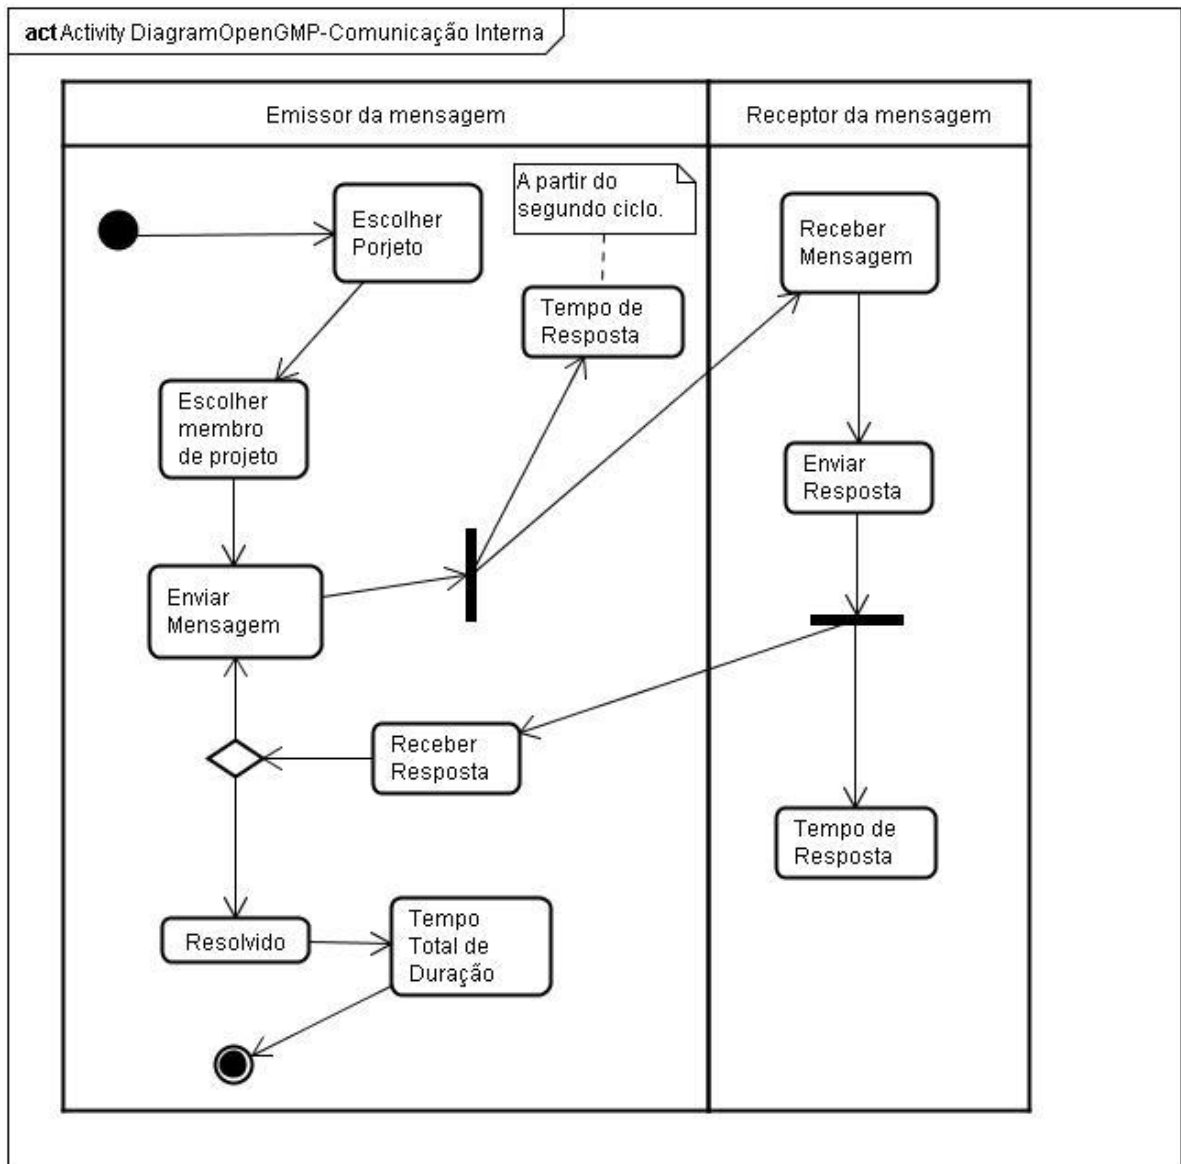 act Activity DiagramOpenGMP-Comunicação Interna
Emissor da mensagem
Receptor da mensagem
Escolher
Porjeto
A partir do
segundo ciclo.
Tempo de
Resposta
Receber
Mensagem
Escolher
membro
de projeto
Enviar
Resposta
Enviar
Mensagem
Receber
Resposta
Tempo de
Resposta
Resolvido
Tempo
Total de
Duração